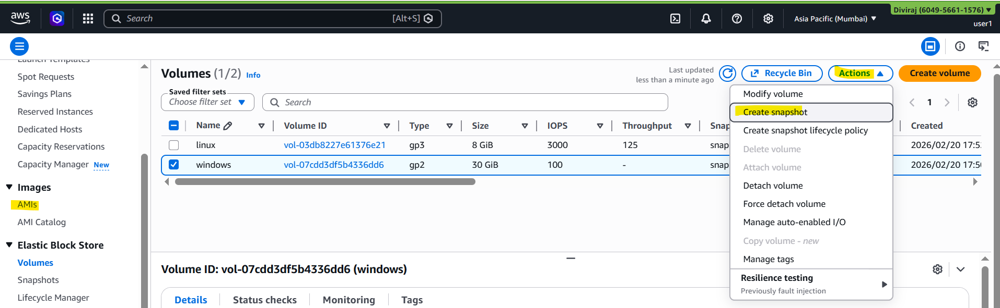 aws
Search [Alt+S]
Asia Pacific (Mumbai)
Diviraj (6049-5661-1576)
user1
Launch Templates
Spot Requests
Savings Plans
Reserved Instances
Dedicated Hosts
Capacity Reservations
Capacity Manager New
Images
AMIs
AMI Catalog
Elastic Block Store
Volumes
Snapshots
Lifecycle Manager
Volumes (1/2) Info
Last updated
less than a minute ago
Recycle Bin
Actions
Create volume
Saved filter sets
Choose filter set
Search
1
Name Volume ID Type Size IOPS Throughput Snap Created
linux vol-03db8227e61376e21 gp3 8 GiB 3000 125 snap 2026/02/20 17:5
windows vol-07cdd3df5b4336dd6 gp2 30 GiB 100 - snap 2026/02/20 17:50
Modify volume
Create snapshot
Create snapshot lifecycle policy
Delete volume
Attach volume
Detach volume
Force detach volume
Manage auto-enabled I/O
Copy volume - new
Manage tags
Resilience testing
Previously fault injection
Volume ID: vol-07cdd3df5b4336dd6 (windows)
Details Status checks Monitoring Tags